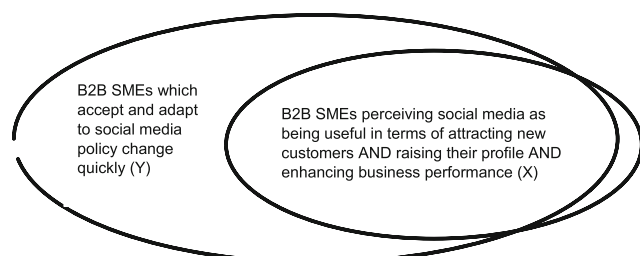 B2B SMEs which
accept and adapt
to social media
policy change
quickly (Y)
B2B SMEs perceiving social media as
being useful in terms of attracting new
customers AND raising their profile AND
enhancing business performance (X)